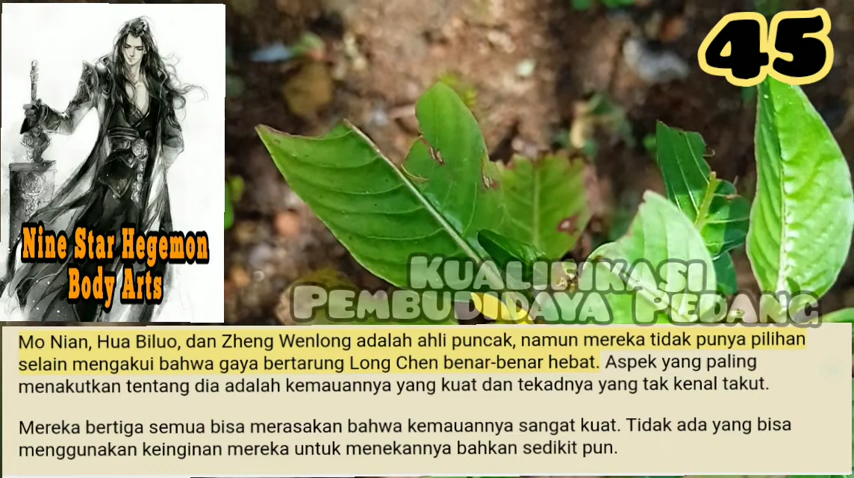 45
Nine Star Hegemon
Body Arts
Kualifikasi
Pembudidaya Pedang
Mo Nian, Hua Biluo, dan Zheng Wenlong adalah ahli puncak, namun mereka tidak punya pilihan
selain mengakui bahwa gaya bertarung Long Chen benar-benar hebat. Aspek yang paling
menakutkan tentang dia adalah kemauannya yang kuat dan tekadnya yang tak kenal takut.
Mereka bertiga semua bisa merasakan bahwa kemauannya sangat kuat. Tidak ada yang bisa
menggunakan keinginan mereka untuk menekannya bahkan sedikit pun.